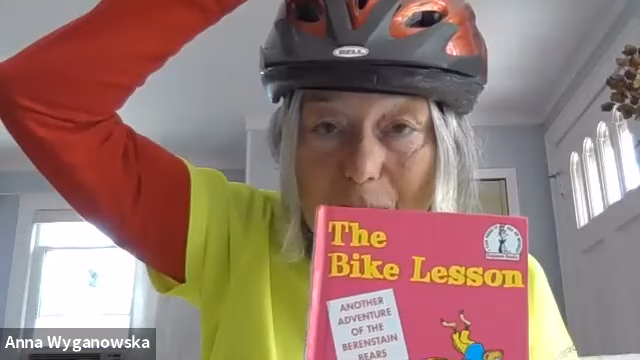 BELL
The
Bike Lesson
ANOTHER
ADVENTURE
OF THE
BERENSTAIN
BEARS
Anna Wyganowska